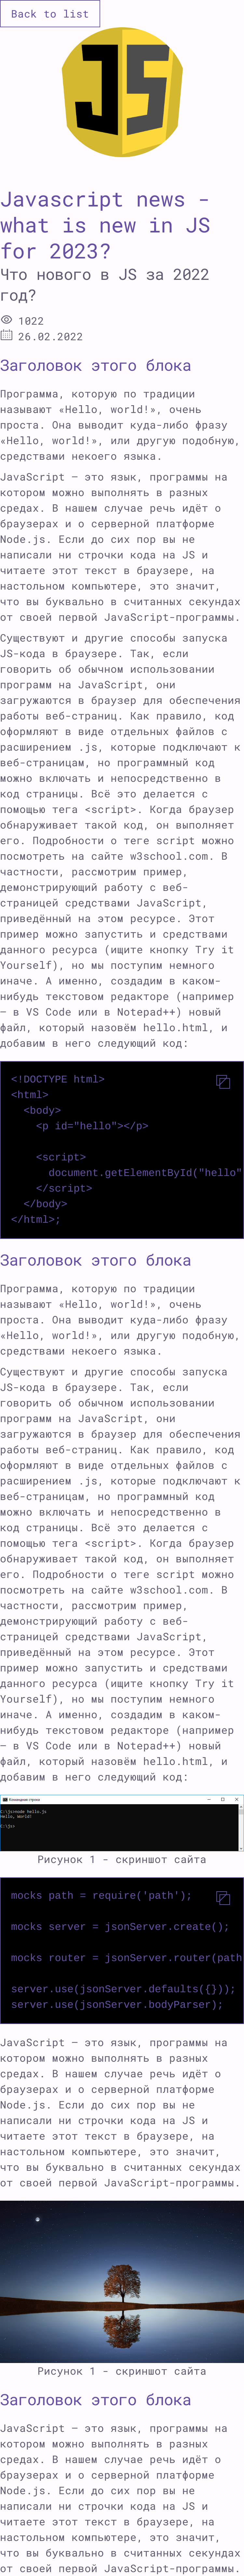 Back to list
JS
Javascript news -
what is new in JS
for 2023?
Что нового в JS за 2022
год?
1022
26.02.2022
Заголовок этого блока
Программа, которую по традиции
называют «Hello, world!», очень
проста. Она выводит куда-либо фразу
«Hello, world!», или другую подобную,
средствами некоего языка.
JavaScript — это язык, программы на
котором можно выполнять в разных
средах. В нашем случае речь идёт о
браузерах и о серверной платформе
Node.js. Если до сих пор вы не
написали ни строчки кода на JS и
читаете этот текст в браузере, на
настольном компьютере, это значит,
что вы буквально в считанных секундах
от своей первой JavaScript-программы.
Существуют и другие способы запуска
JS-кода в браузере. Так, если
говорить об обычном использовании
программ на JavaScript, они
загружаются в браузер для обеспечения
работы веб-страниц. Как правило, код
оформляют в виде отдельных файлов с
расширением .js, которые подключают к
веб-страницам, но программный код
можно включать и непосредственно в
код страницы. Всё это делается с
помощью тега <script>. Когда браузер
обнаруживает такой код, он выполняет
его. Подробности о теге script можно
посмотреть на сайте w3school.com. В
частности, рассмотрим пример,
демонстрирующий работу с веб-
страницей средствами JavaScript,
приведённый на этом ресурсе. Этот
пример можно запустить и средствами
данного ресурса (ищите кнопку Try it
Yourself), но мы поступим немного
иначе. А именно, создадим в каком-
нибудь текстовом редакторе (например
— в VS Code или в Notepad++) новый
файл, который назовём hello.html, и
добавим в него следующий код:
<!DOCTYPE html>
<html>
<body>
<p id="hello"></p>
<script>
document.getElementById("hello"
</script>
</body>
</html>;
Заголовок этого блока
Программа, которую по традиции
называют «Hello, world!», очень
проста. Она выводит куда-либо фразу
«Hello, world!», или другую подобную,
средствами некоего языка.
Существуют и другие способы запуска
JS-кода в браузере. Так, если
говорить об обычном использовании
программ на JavaScript, они
загружаются в браузер для обеспечения
работы веб-страниц. Как правило, код
оформляют в виде отдельных файлов с
расширением .js, которые подключают к
веб-страницам, но программный код
можно включать и непосредственно в
код страницы. Всё это делается с
помощью тега <script>. Когда браузер
обнаруживает такой код, он выполняет
его. Подробности о теге script можно
посмотреть на сайте w3school.com. В
частности, рассмотрим пример,
демонстрирующий работу с веб-
страницей средствами JavaScript,
приведённый на этом ресурсе. Этот
пример можно запустить и средствами
данного ресурса (ищите кнопку Try it
Yourself), но мы поступим немного
иначе. А именно, создадим в каком-
нибудь текстовом редакторе (например
— в VS Code или в Notepad++) новый
файл, который назовём hello.html, и
добавим в него следующий код:
Командная строка
C:\js>node hello.js
Hello, World!
C:\js>
Рисунок 1 - скриншот сайта
mocks path = require('path');
mocks server = jsonServer.create();
mocks router = jsonServer.router(path
server.use(jsonServer.defaults({}));
server.use(jsonServer.bodyParser);
JavaScript — это язык, программы на
котором можно выполнять в разных
средах. В нашем случае речь идёт о
браузерах и о серверной платформе
Node.js. Если до сих пор вы не
написали ни строчки кода на JS и
читаете этот текст в браузере, на
настольном компьютере, это значит,
что вы буквально в считанных секундах
от своей первой JavaScript-программы.
Рисунок 1 - скриншот сайта
Заголовок этого блока
JavaScript — это язык, программы на
котором можно выполнять в разных
средах. В нашем случае речь идёт о
браузерах и о серверной платформе
Node.js. Если до сих пор вы не
написали ни строчки кода на JS и
читаете этот текст в браузере, на
настольном компьютере, это значит,
что вы буквально в считанных секундах
от своей первой JavaScript-программы.